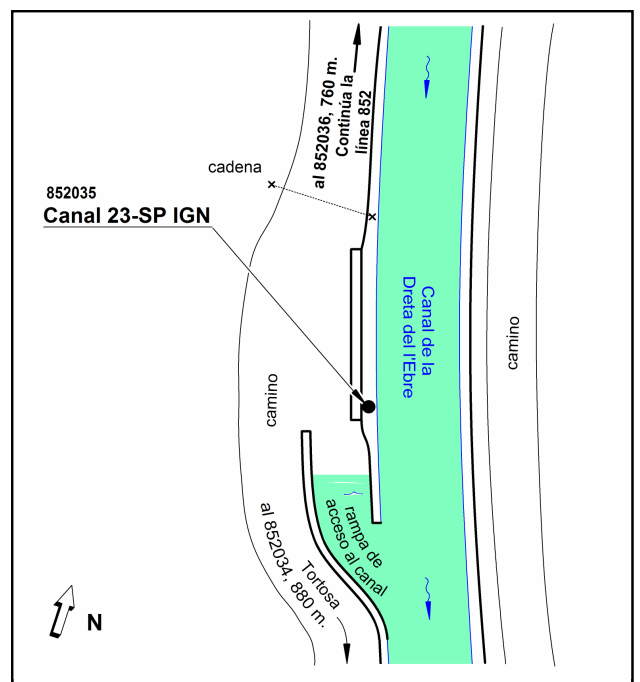 al 852036, 760 m.
Continúa la
línea 852
cadena
852035
Canal 23-SP IGN
Canal de la
Dreta del l'Ebre
camino
camino
rampa de
acceso al canal
Tortosa
al 852034, 880 m.
N